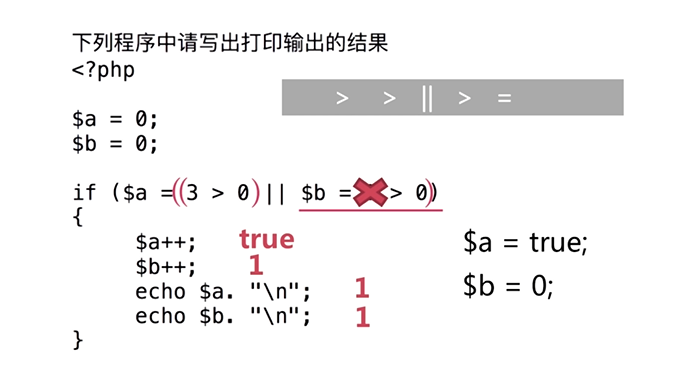 下列程序中请写出打印输出的结果
<?php
> > || > =
$a = 0;
$b = 0;
if ($a =((3 > 0) || $b = > 0))
{
$a++; true
$b++; 1
echo $a. "\n"; 1
echo $b. "\n"; 1
}
$a = true;
$b = 0;